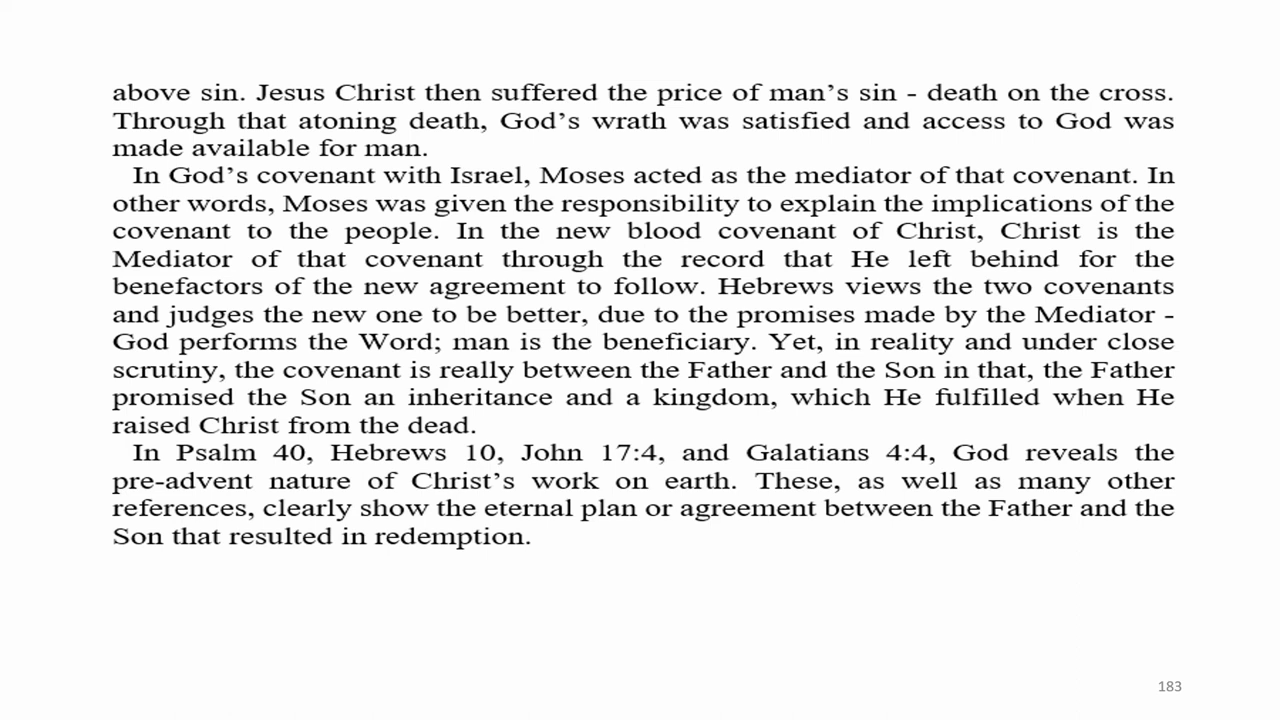 above sin. Jesus Christ then suffered the price of man’s sin - death on the cross.
Through that atoning death, God’s wrath was satisfied and access to God was
made available for man.
In God’s covenant with Israel, Moses acted as the mediator of that covenant. In
other words, Moses was given the responsibility to explain the implications of the
covenant to the people. In the new blood covenant of Christ, Christ is the
Mediator of that covenant through the record that He left behind for the
benefactors of the new agreement to follow. Hebrews views the two covenants
and judges the new one to be better, due to the promises made by the Mediator -
God performs the Word; man is the beneficiary. Yet, in reality and under close
scrutiny, the covenant is really between the Father and the Son in that, the Father
promised the Son an inheritance and a kingdom, which He fulfilled when He
raised Christ from the dead.
In Psalm 40, Hebrews 10, John 17:4, and Galatians 4:4, God reveals the
pre-advent nature of Christ’s work on earth. These, as well as many other
references, clearly show the eternal plan or agreement between the Father and the
Son that resulted in redemption.
183